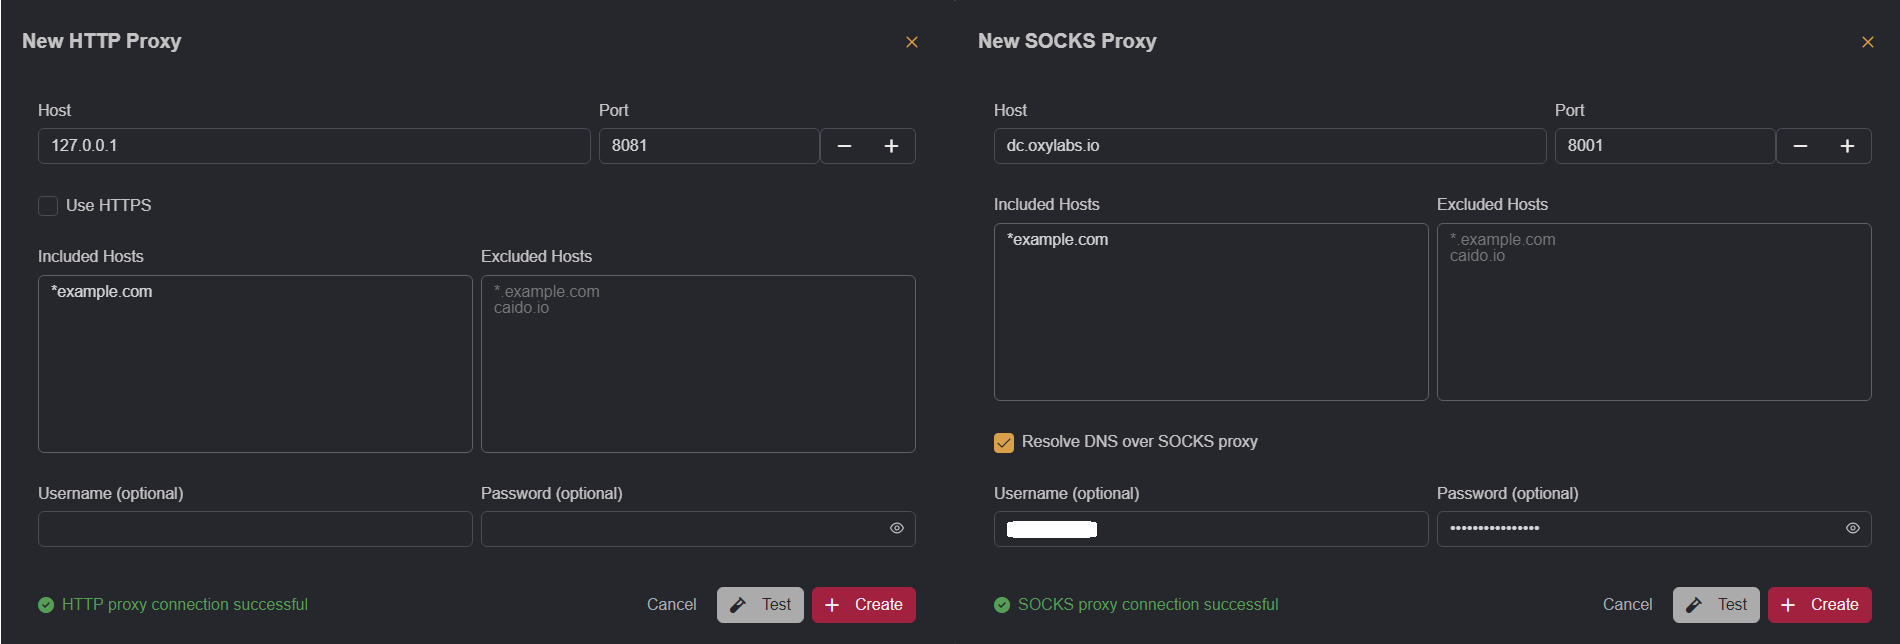 New HTTP Proxy
Host
Port
127.0.0.1
8081
Use HTTPS
Included Hosts
Excluded Hosts
*example.com
*.example.com
caido.io
Username (optional)
Password (optional)
HTTP proxy connection successful
Cancel
Test
Create
New SOCKS Proxy
Host
Port
dc.oxylabs.io
8001
Included Hosts
Excluded Hosts
*example.com
*.example.com
caido.io
Resolve DNS over SOCKS proxy
Username (optional)
Password (optional)
••••••••••••••••
SOCKS proxy connection successful
Cancel
Test
Create